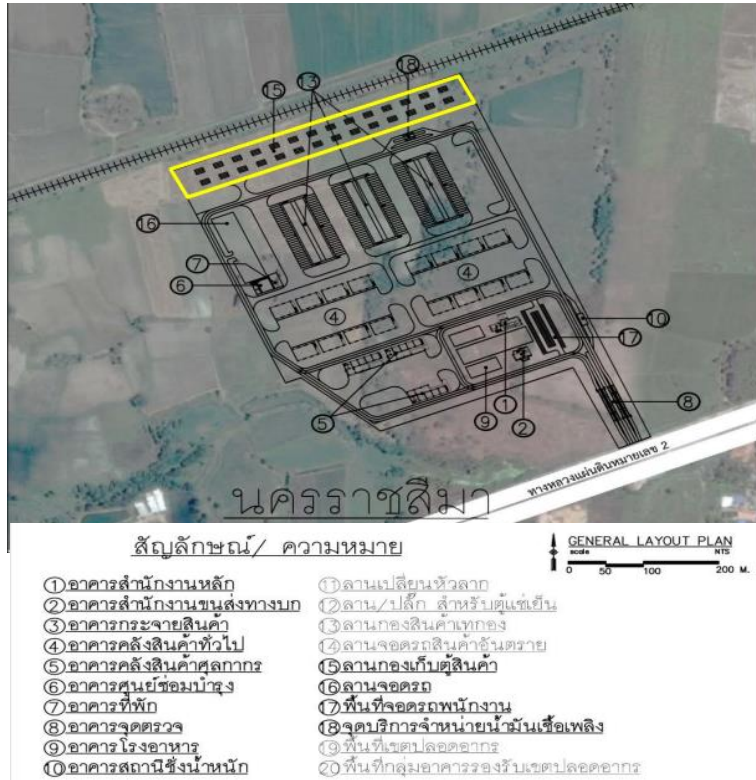 ⑮ ⑬ ⑱
⑯
⑦
⑥
④
④
⑩
⑰
⑧
⑤ ⑨ ① ②
ทางหลวงแผ่นดินหมายเลข 2
นครราชสีมา
สัญลักษณ์/ ความหมาย
GENERAL LAYOUT PLAN
scale NTS
0 50 100 200 M.
①อาคารสำนักงานหลัก
②อาคารสำนักงานขนส่งทางบก
③อาคารกระจายสินค้า
④อาคารคลังสินค้าทั่วไป
⑤อาคารคลังสินค้าศุลกากร
⑥อาคารศูนย์ซ่อมบำรุง
⑦อาคารที่พัก
⑧อาคารจุดตรวจ
⑨อาคารโรงอาหาร
⑩อาคารสถานีชั่งน้ำหนัก
⑪ลานเปลี่ยนหัวลาก
⑫ลาน/ปลั๊ก สำหรับตู้แช่เย็น
⑬ลานกองสินค้าเทกอง
⑭ลานจอดรถสินค้าอันตราย
⑮ลานกองเก็บตู้สินค้า
⑯ลานจอดรถ
⑰พื้นที่จอดรถพนักงาน
⑱จุดบริการจำหน่ายน้ำมันเชื้อเพลิง
⑲พื้นที่เขตปลอดอากร
⑳พื้นที่กลุ่มอาคารรองรับเขตปลอดอากร